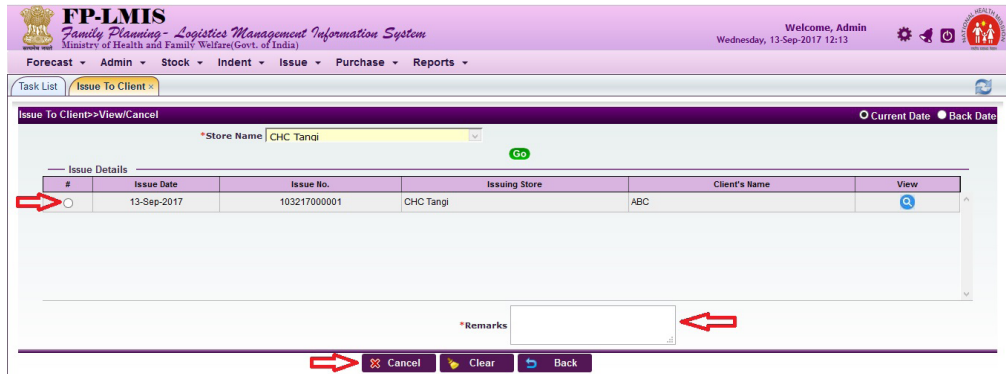 FP-LMIS
Family Planning - Logistics Management Information System
Ministry of Health and Family Welfare(Govt. of India)
Welcome, Admin
Wednesday, 13-Sep-2017 12:13
Forecast Admin Stock Indent Issue Purchase Reports
Task List Issue To Client ×
Issue To Client>>View/Cancel Current Date Back Date
*Store Name CHC Tangi
Go
Issue Details
# Issue Date Issue No. Issuing Store Client's Name View
13-Sep-2017 103217000001 CHC Tangi ABC
*Remarks
Cancel Clear Back